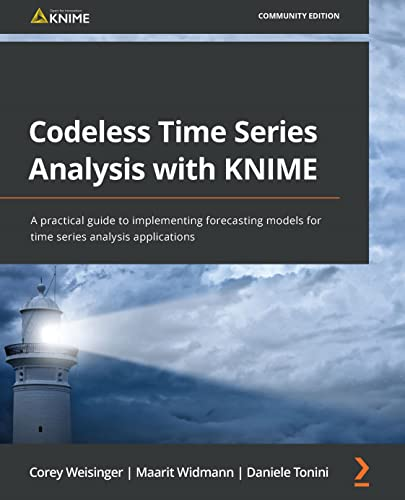 Open for Innovation
KNIME
COMMUNITY EDITION
Codeless Time Series
Analysis with KNIME
A practical guide to implementing forecasting models for
time series analysis applications
Corey Weisinger | Maarit Widmann | Daniele Tonini